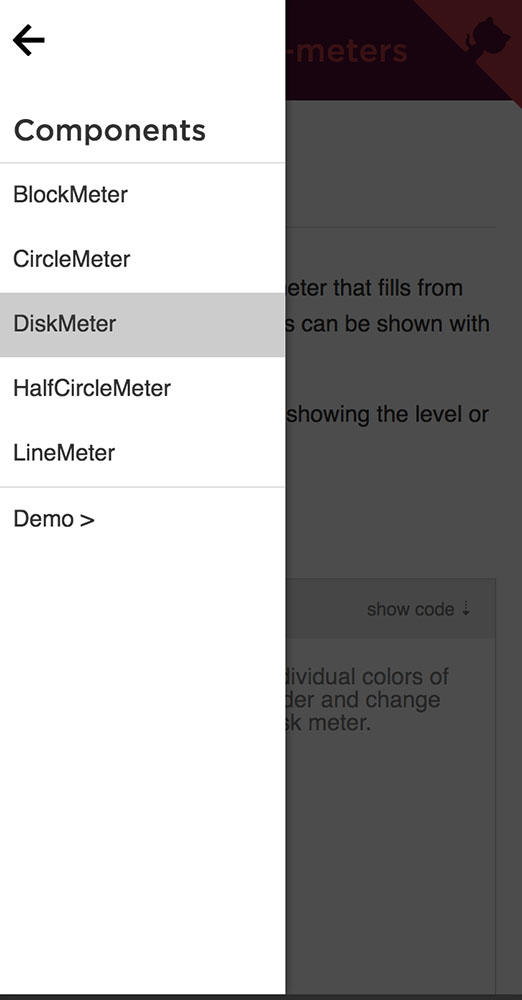 -meters
Components
BlockMeter
CircleMeter
eter that fills from
DiskMeter
s can be shown with
HalfCircleMeter
showing the level or
LineMeter
Demo >
show code ⇣
dividual colors of
der and change
sk meter.